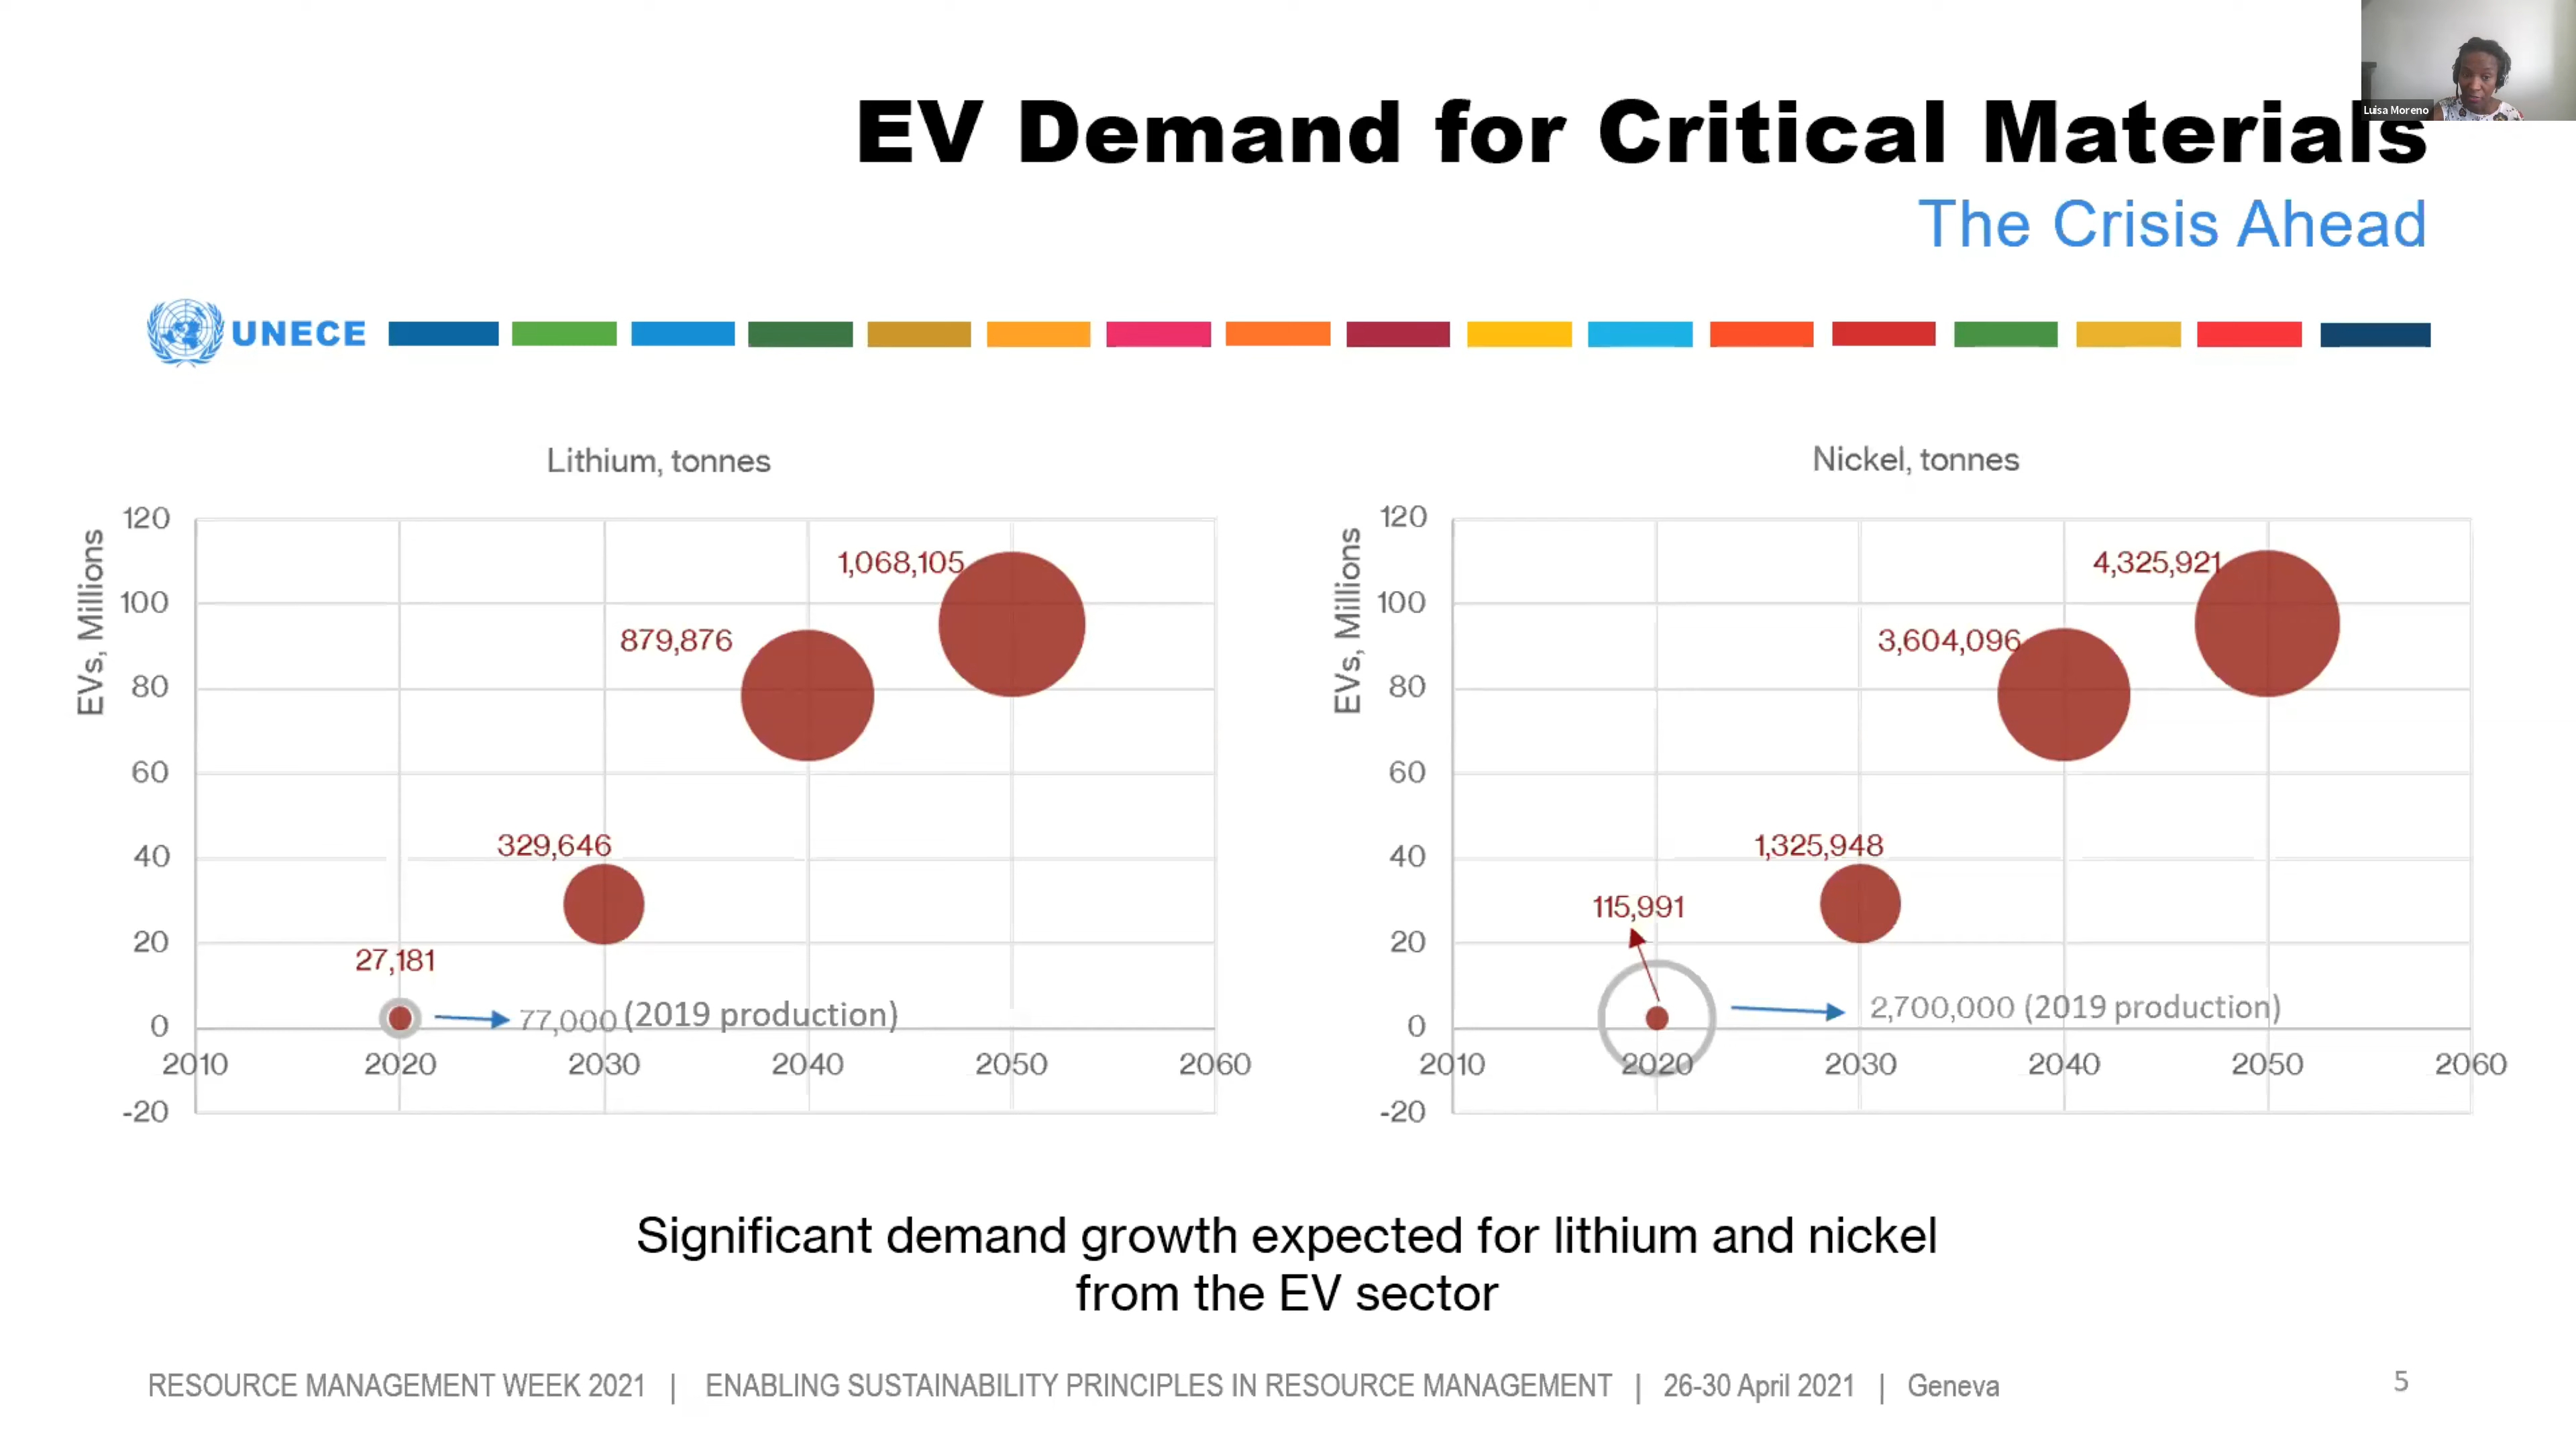 Luisa Moreno
EV Demand for Critical Materials
The Crisis Ahead
UNECE
Lithium, tonnes
EVs, Millions
120
100
80
60
40
20
0
-20
2010
2020
2030
2040
2050
2060
27,181
77,000 (2019 production)
329,646
879,876
1,068,105
Nickel, tonnes
EVs, Millions
120
100
80
60
40
20
0
-20
2010
2020
2030
2040
2050
2060
115,991
2,700,000 (2019 production)
1,325,948
3,604,096
4,325,921
Significant demand growth expected for lithium and nickel
from the EV sector
RESOURCE MANAGEMENT WEEK 2021 | ENABLING SUSTAINABILITY PRINCIPLES IN RESOURCE MANAGEMENT | 26-30 April 2021 | Geneva
5